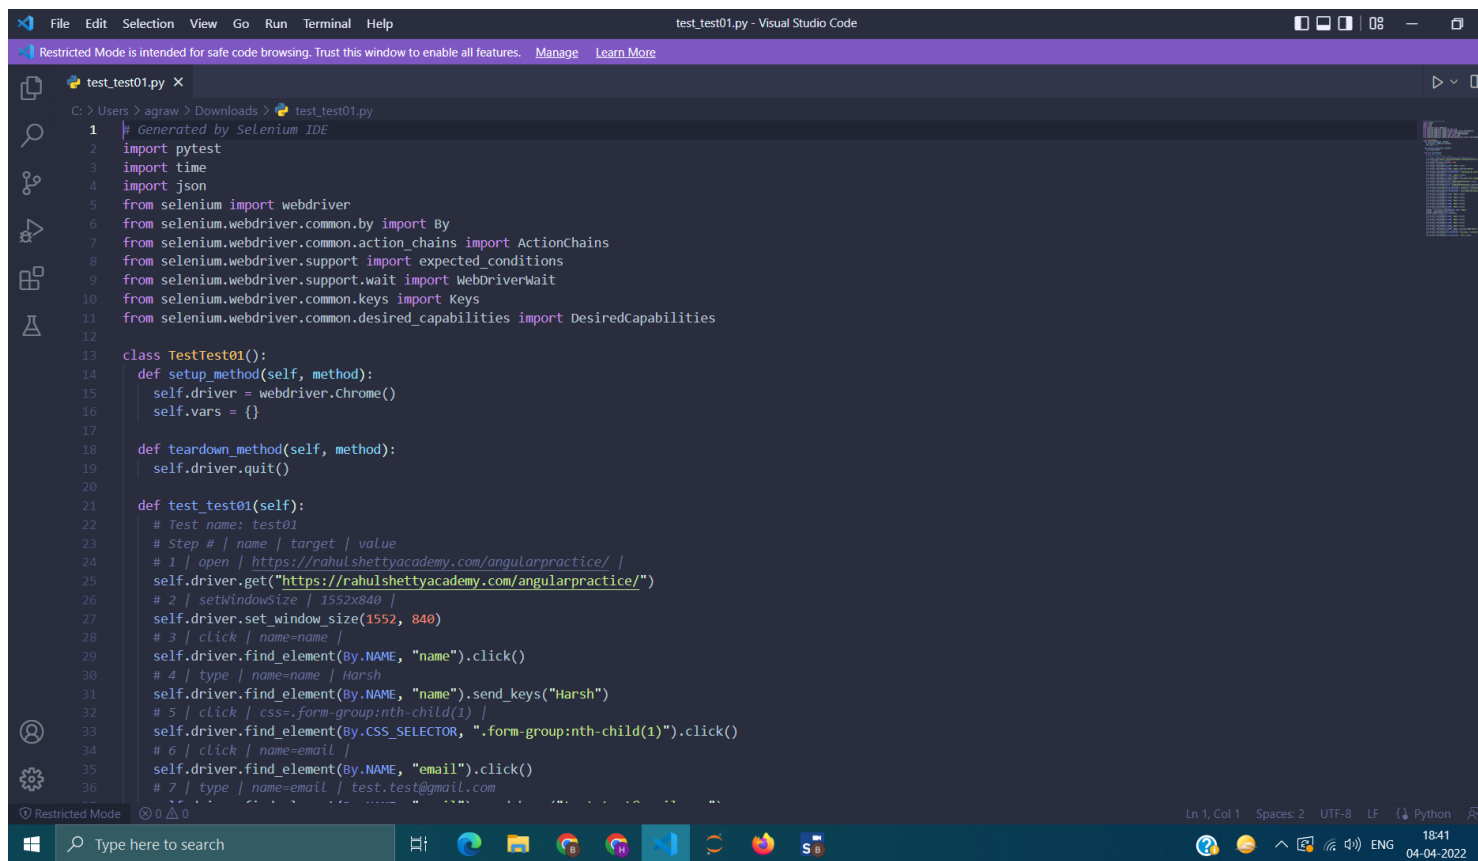 File Edit Selection View Go Run Terminal Help test_test01.py - Visual Studio Code
Restricted Mode is intended for safe code browsing. Trust this window to enable all features. Manage Learn More
test_test01.py
C: > Users > agraw > Downloads > test_test01.py
1 # Generated by Selenium IDE
2 import pytest
3 import time
4 import json
5 from selenium import webdriver
6 from selenium.webdriver.common.by import By
7 from selenium.webdriver.common.action_chains import ActionChains
8 from selenium.webdriver.support import expected_conditions
9 from selenium.webdriver.support.wait import WebDriverWait
10 from selenium.webdriver.common.keys import Keys
11 from selenium.webdriver.common.desired_capabilities import DesiredCapabilities
12
13 class TestTest01():
14 def setup_method(self, method):
15 self.driver = webdriver.Chrome()
16 self.vars = {}
17
18 def teardown_method(self, method):
19 self.driver.quit()
20
21 def test_test01(self):
22 # Test name: test01
23 # Step # | name | target | value
24 # 1 | open | https://rahulshettyacademy.com/angularpractice/ |
25 self.driver.get("https://rahulshettyacademy.com/angularpractice/")
26 # 2 | setWindowSize | 1552x840 |
27 self.driver.set_window_size(1552, 840)
28 # 3 | click | name=name |
29 self.driver.find_element(By.NAME, "name").click()
30 # 4 | type | name=name | Harsh
31 self.driver.find_element(By.NAME, "name").send_keys("Harsh")
32 # 5 | click | css=.form-group:nth-child(1) |
33 self.driver.find_element(By.CSS_SELECTOR, ".form-group:nth-child(1)").click()
34 # 6 | click | name=email |
35 self.driver.find_element(By.NAME, "email").click()
36 # 7 | type | name=email | test.test@gmail.com
Restricted Mode 0 0 Ln 1, Col 1 Spaces: 2 UTF-8 LF Python
Type here to search ENG 18:41
04-04-2022